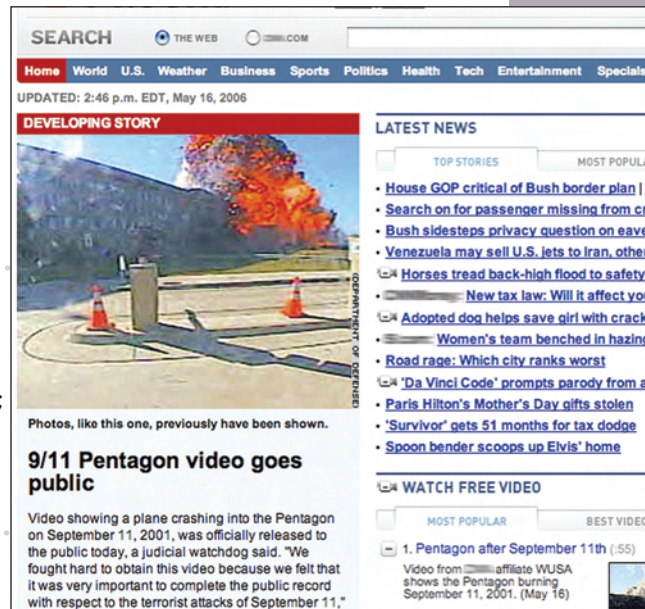 SEARCH
THE WEB
.COM
Home World U.S. Weather Business Sports Politics Health Tech Entertainment Specials
UPDATED: 2:46 p.m. EDT, May 16, 2006
DEVELOPING STORY
(DEPARTMENT OF DEFENSE)
Photos, like this one, previously have been shown.
9/11 Pentagon video goes
public
Video showing a plane crashing into the Pentagon
on September 11, 2001, was officially released to
the public today, a judicial watchdog said. "We
fought hard to obtain this video because we felt that
it was very important to complete the public record
with respect to the terrorist attacks of September 11,"
LATEST NEWS
TOP STORIES
MOST POPULA
• House GOP critical of Bush border plan |
• Search on for passenger missing from cr
• Bush sidesteps privacy question on eave
• Venezuela may sell U.S. jets to Iran, other
Horses tread back-high flood to safety
• : New tax law: Will it affect you
Adopted dog helps save girl with crack
• : Women's team benched in hazing
• Road rage: Which city ranks worst
'Da Vinci Code' prompts parody from a
• Paris Hilton's Mother's Day gifts stolen
• 'Survivor' gets 51 months for tax dodge
• Spoon bender scoops up Elvis' home
WATCH FREE VIDEO
MOST POPULAR
BEST VIDEO
1. Pentagon after September 11th (:55)
Video from affiliate WUSA
shows the Pentagon burning
September 11, 2001. (May 16)